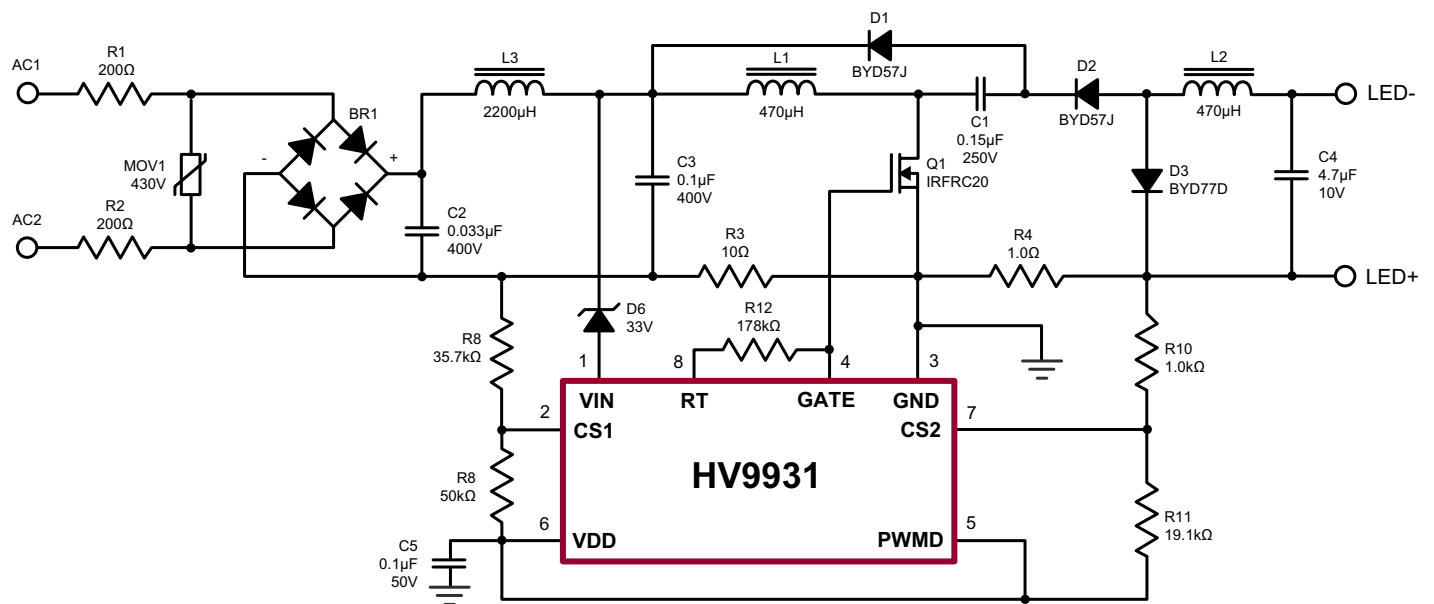 AC1
R1
200Ω
MOV1
430V
AC2
R2
200Ω
BR1
-
+
L3
2200µH
C2
0.033µF
400V
D1
BYD57J
L1
470µH
C3
0.1µF
400V
C1
0.15µF
250V
Q1
IRFRC20
D2
BYD57J
L2
470µH
LED-
D3
BYD77D
C4
4.7µF
10V
R3
10Ω
R4
1.0Ω
LED+
D6
33V
R12
178kΩ
R8
35.7kΩ
R10
1.0kΩ
1
8
4
3
VIN
RT
GATE
GND
2
CS1
CS2
7
HV9931
R8
50kΩ
R11
19.1kΩ
6
VDD
PWMD
5
C5
0.1µF
50V